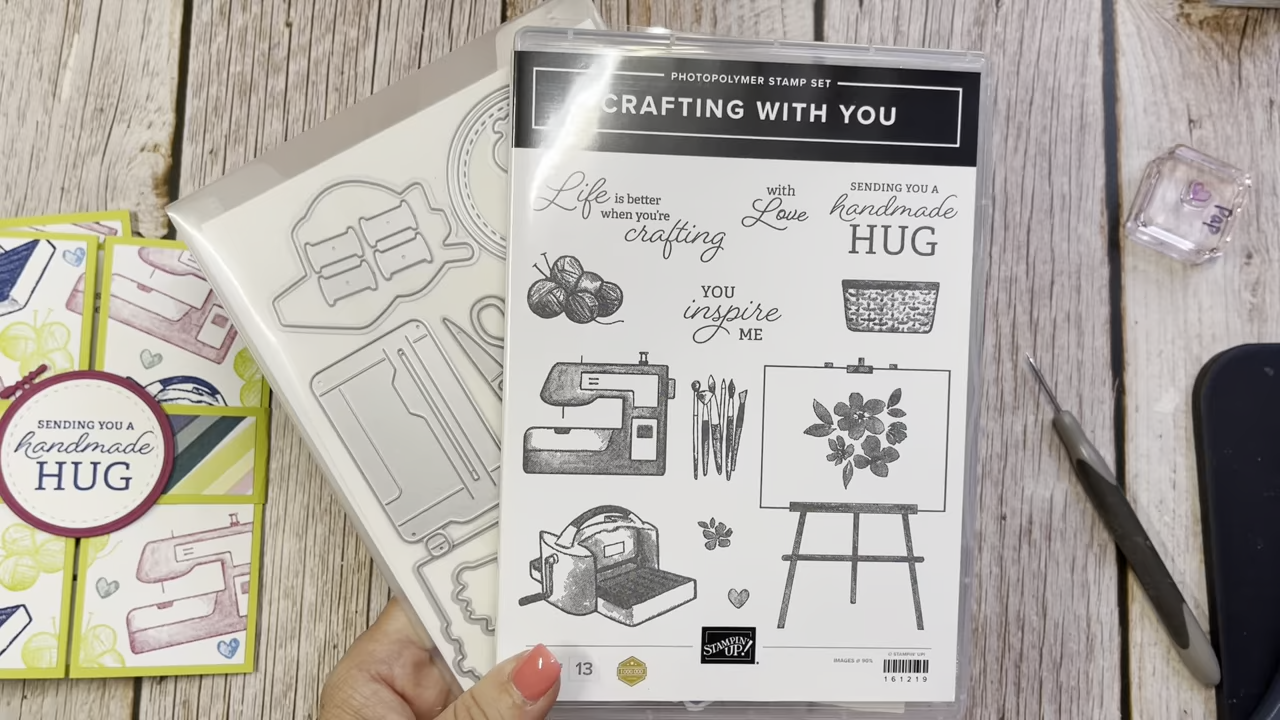 PHOTOPOLYMER STAMP SET
CRAFTING WITH YOU
Life is better
when you're
crafting
with
Love
SENDING YOU A
handmade
HUG
YOU
inspire
ME
STAMPIN' UP!
13
IMAGES @ 90%
© STAMPIN' UP!
161219
SENDING YOU A
handmade
HUG